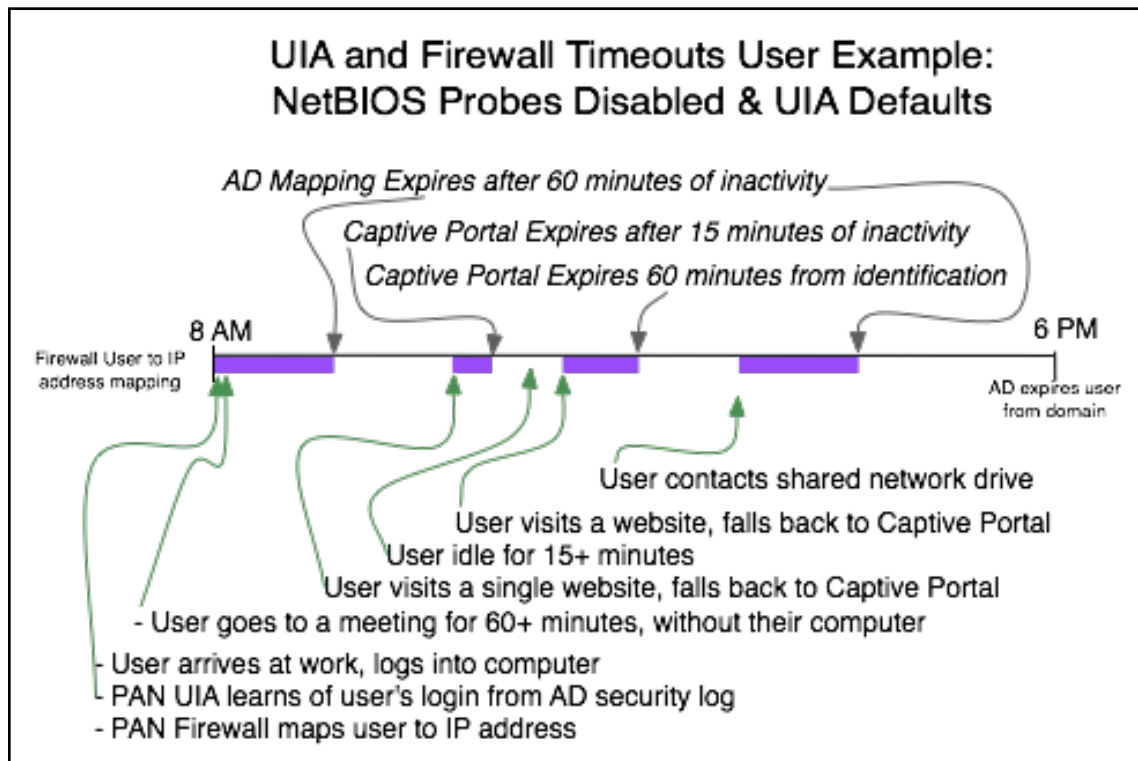 UIA and Firewall Timeouts User Example:
NetBIOS Probes Disabled & UIA Defaults
AD Mapping Expires after 60 minutes of inactivity
Captive Portal Expires after 15 minutes of inactivity
Captive Portal Expires 60 minutes from identification
8 AM
6 PM
Firewall User to IP
address mapping
AD expires user
from domain
User contacts shared network drive
User visits a website, falls back to Captive Portal
User idle for 15+ minutes
User visits a single website, falls back to Captive Portal
- User goes to a meeting for 60+ minutes, without their computer
- User arrives at work, logs into computer
- PAN UIA learns of user's login from AD security log
- PAN Firewall maps user to IP address